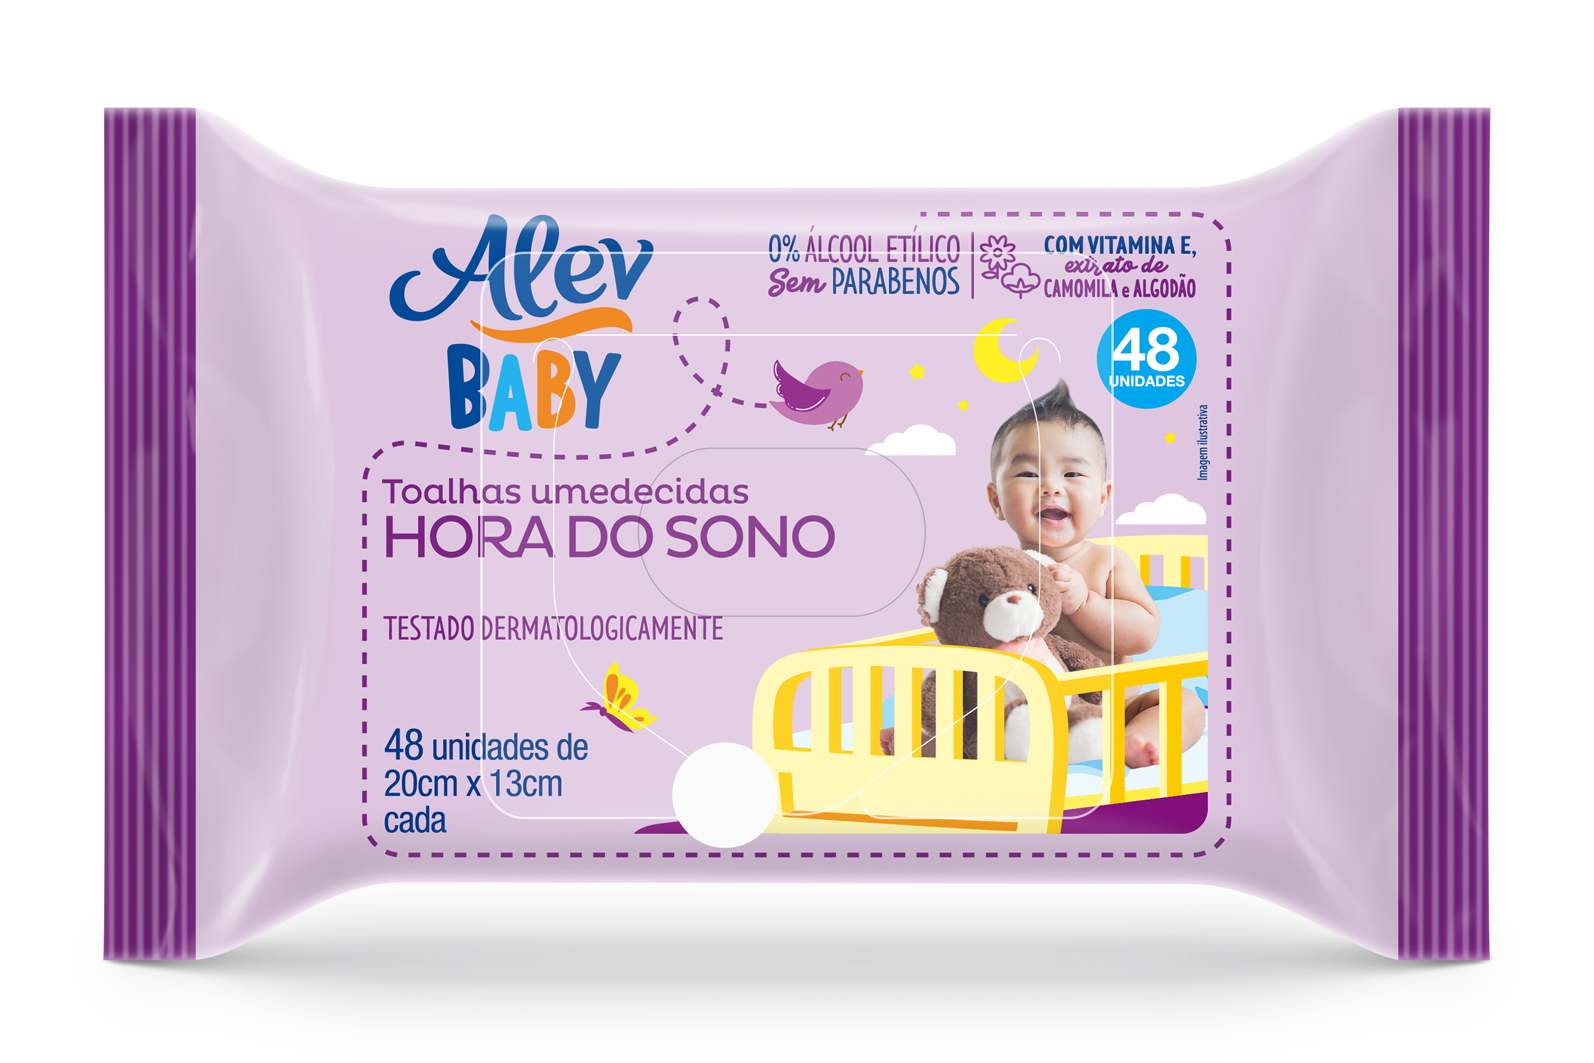 Alev
BABY
0% ÁLCOOL ETÍLICO
Sem PARABENOS
COM VITAMINA E,
extrato de
CAMOMILA e ALGODÃO
48
UNIDADES
Imagem ilustrativa
Toalhas umedecidas
HORA DO SONO
TESTADO DERMATOLOGICAMENTE
48 unidades de
20cm x 13cm
cada